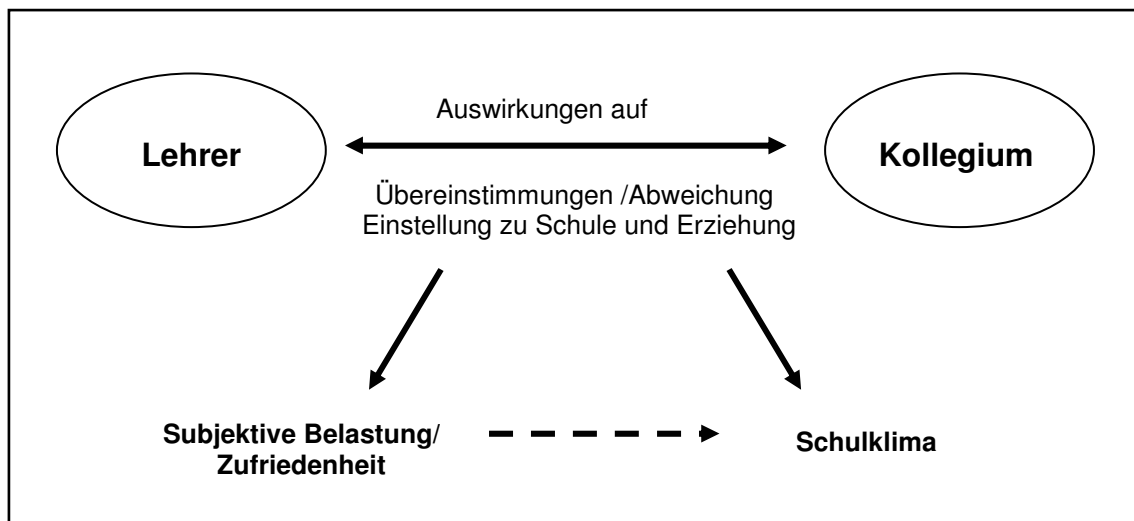 Auswirkungen auf
Lehrer
Kollegium
Übereinstimmungen /Abweichung
Einstellung zu Schule und Erziehung
Subjektive Belastung/
Zufriedenheit
Schulklima